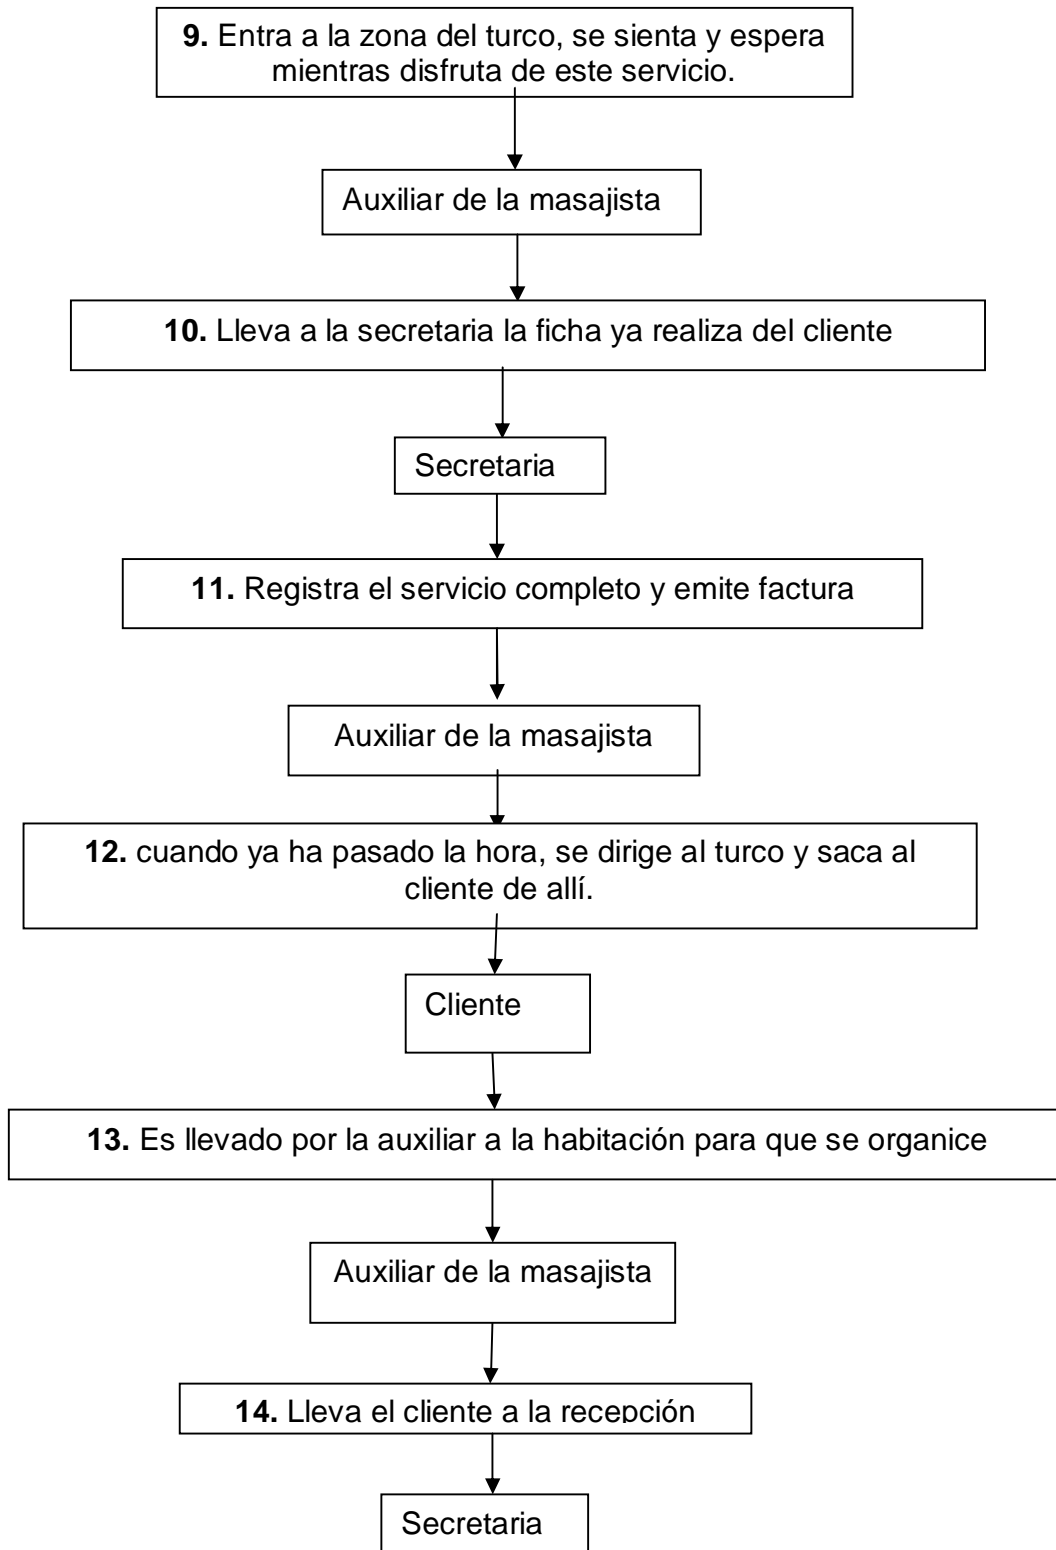 9. Entra a la zona del turco, se sienta y espera
mientras disfruta de este servicio.
Auxiliar de la masajista
10. Lleva a la secretaria la ficha ya realiza del cliente
Secretaria
11. Registra el servicio completo y emite factura
Auxiliar de la masajista
12. cuando ya ha pasado la hora, se dirige al turco y saca al
cliente de allí.
Cliente
13. Es llevado por la auxiliar a la habitación para que se organice
Auxiliar de la masajista
14. Lleva el cliente a la recepción
Secretaria